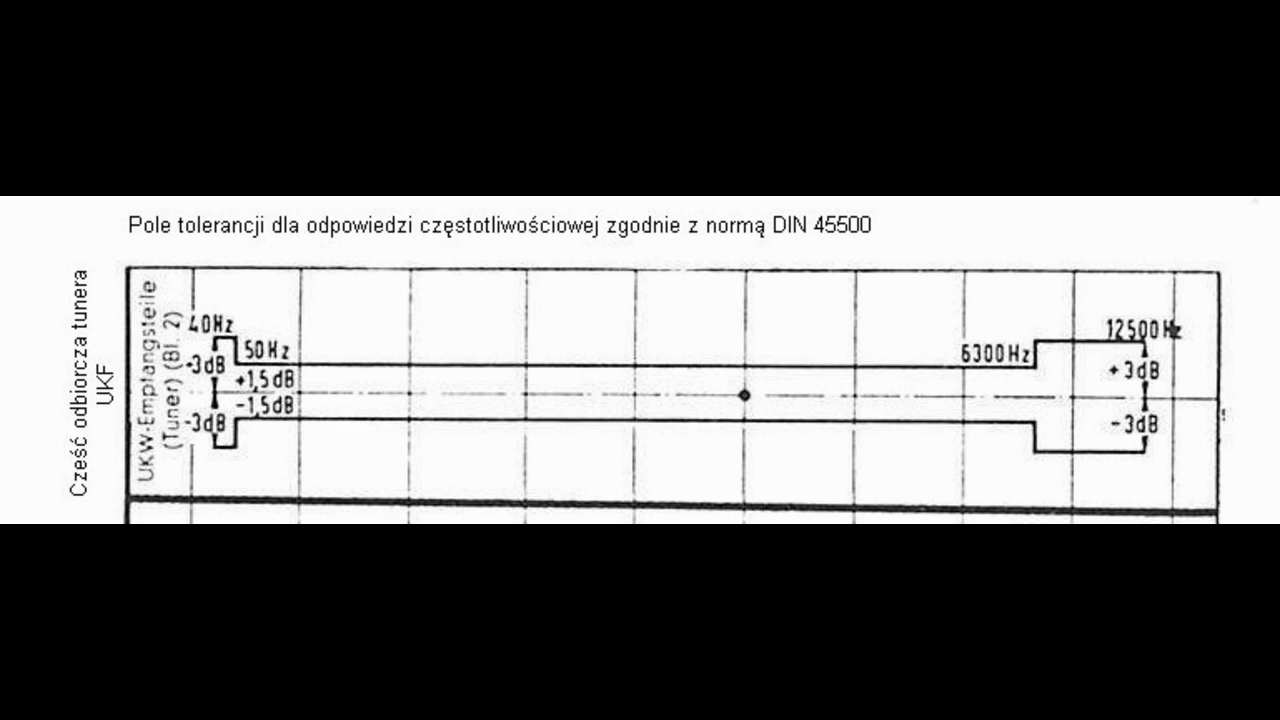 Pole tolerancji dla odpowiedzi częstotliwościowej zgodnie z normą DIN 45500
Cześć odbiorcza tunera
UKF
UKW-Empfangsteile
(Tuner) (Bl. 2)
40Hz
50Hz
-3dB
+1,5dB
-1,5dB
-3dB
6300Hz
12500Hz
+3dB
-3dB